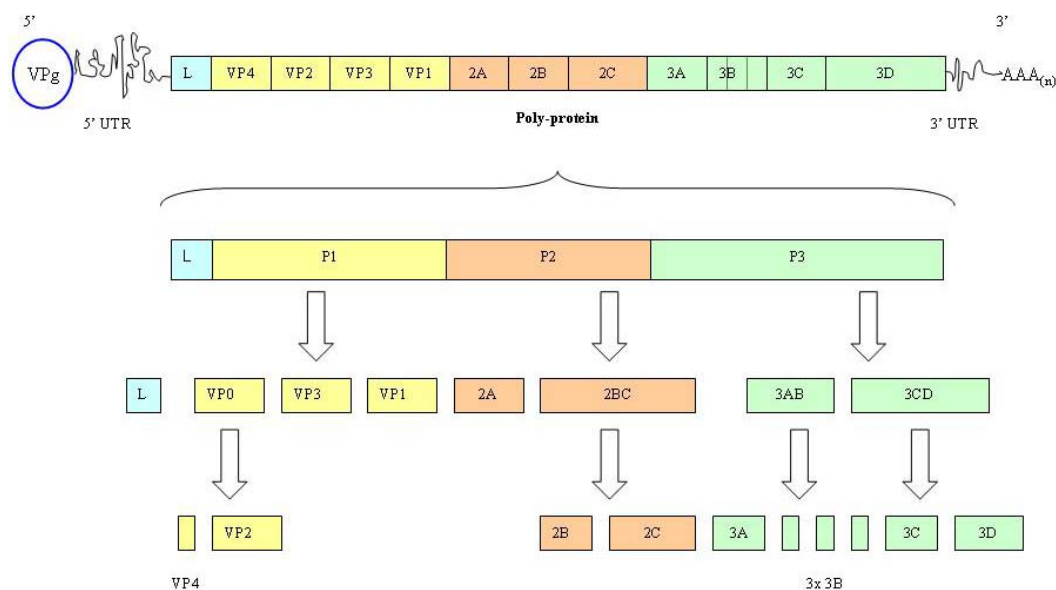 5’ 3’
VPg L VP4 VP2 VP3 VP1 2A 2B 2C 3A 3B 3C 3D AAA(n)
5’ UTR Poly-protein 3’ UTR
L P1 P2 P3
L VP0 VP3 VP1 2A 2BC 3AB 3CD
VP2 2B 2C 3A 3C 3D
VP4 3x 3B